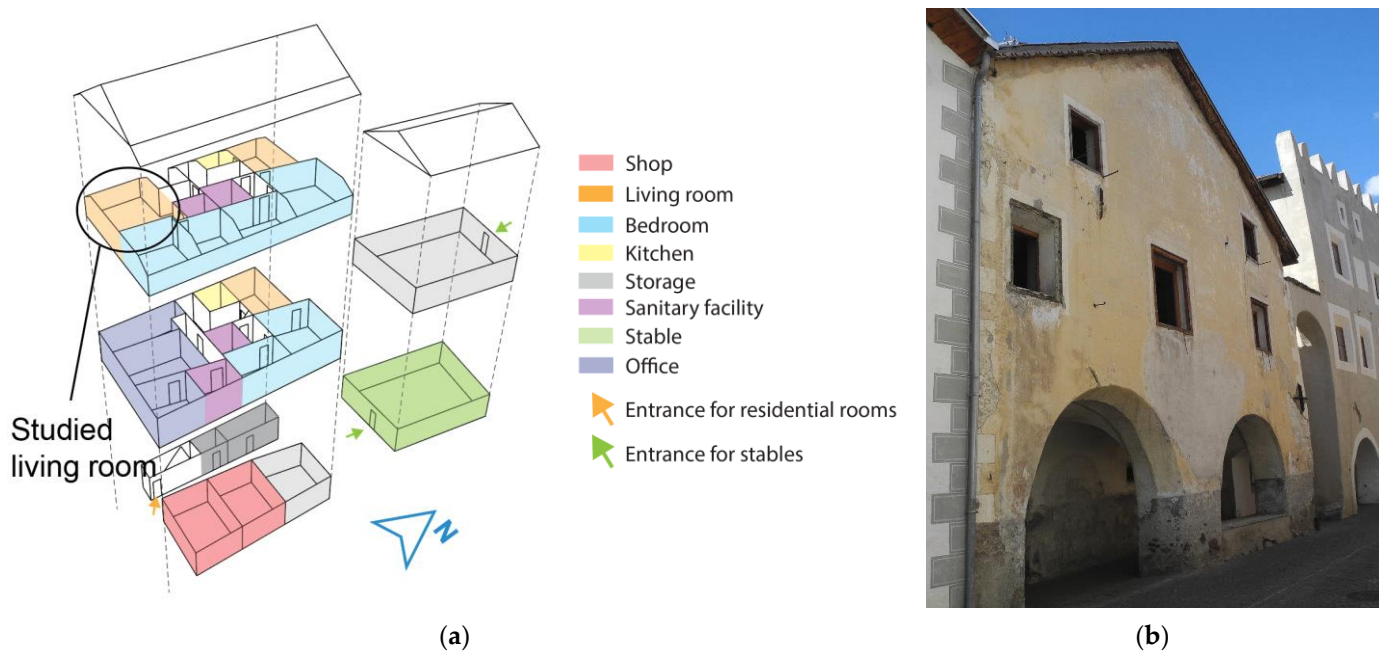 Studied
living room
Shop
Living room
Bedroom
Kitchen
Storage
Sanitary facility
Stable
Office
Entrance for residential rooms
Entrance for stables
N
(a)
(b)